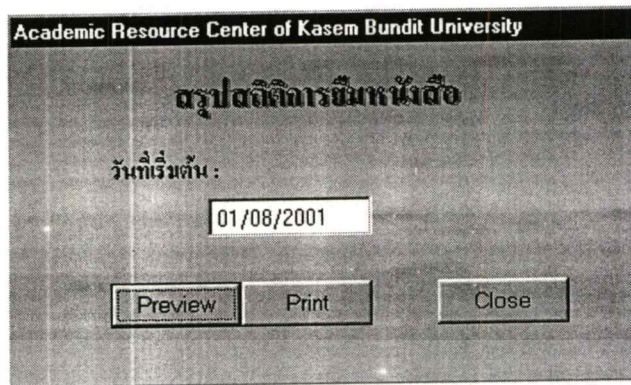 Academic Resource Center of Kasem Bundit University
สรุปสถิติการยืมหนังสือ
วันที่เริ่มต้น :
01/08/2001
Preview Print Close